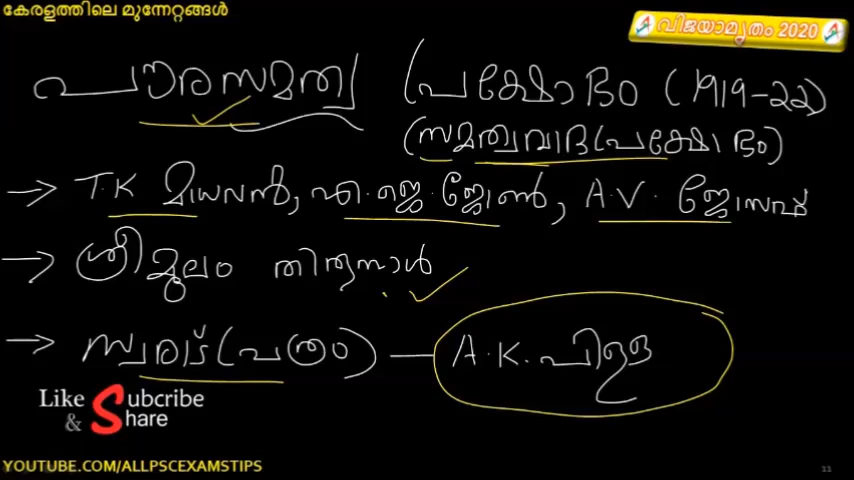 കേരളത്തിലെ മുന്നേറ്റങ്ങൾ
വിജയാമൃതം 2020
പൗരസമത്വ പ്രക്ഷോഭം (1919-22)
(സമത്വവാദ പ്രക്ഷോഭം)
→ T.K മാധവൻ, എ.ജെ.ജോൺ, A.V. ജോസഫ്
→ ശ്രീമൂലം തിരുനാൾ
→ സ്വരാട് (പത്രം) — A.K. പിള്ള
Like Subcribe
& Share
YOUTUBE.COM/ALLPSCEXAMSTIPS
11